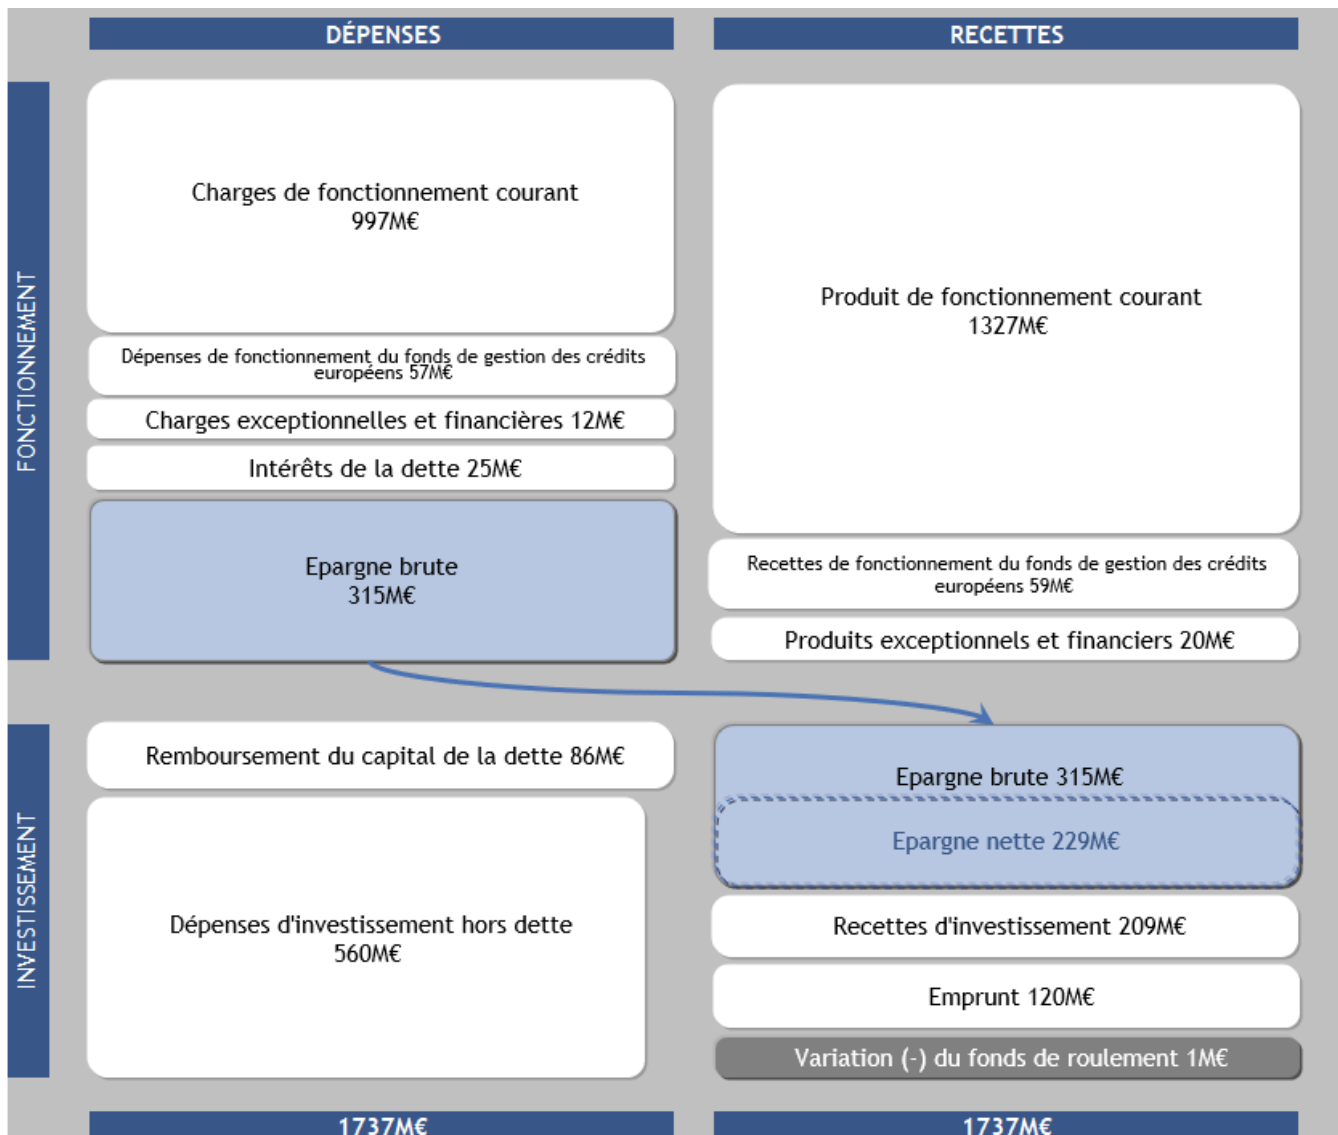 DÉPENSES
RECETTES
FONCTIONNEMENT
Charges de fonctionnement courant
997M€
Dépenses de fonctionnement du fonds de gestion des crédits
européens 57M€
Charges exceptionnelles et financières 12M€
Intérêts de la dette 25M€
Epargne brute
315M€
Produit de fonctionnement courant
1327M€
Recettes de fonctionnement du fonds de gestion des crédits
européens 59M€
Produits exceptionnels et financiers 20M€
INVESTISSEMENT
Remboursement du capital de la dette 86M€
Dépenses d'investissement hors dette
560M€
Epargne brute 315M€
Epargne nette 229M€
Recettes d'investissement 209M€
Emprunt 120M€
Variation (-) du fonds de roulement 1M€
1737M€
1737M€